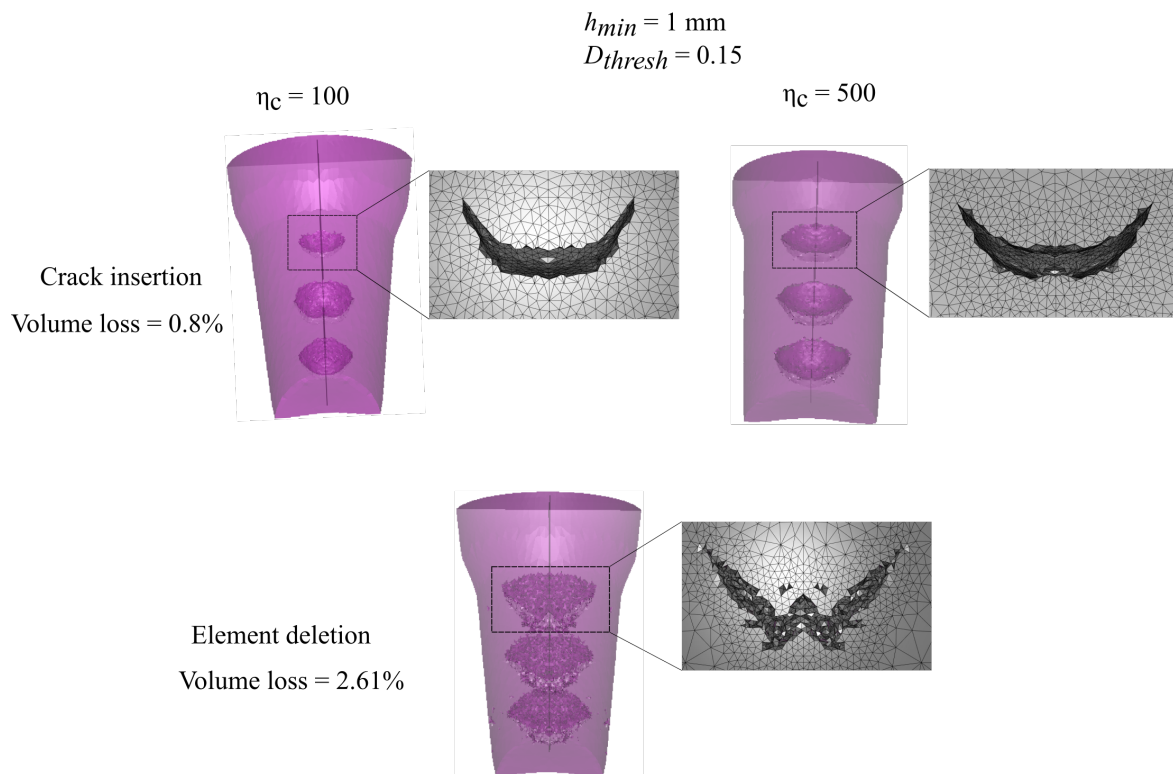 h_min = 1 mm
D_thresh = 0.15
η_c = 100
η_c = 500
Crack insertion
Volume loss = 0.8%
Element deletion
Volume loss = 2.61%